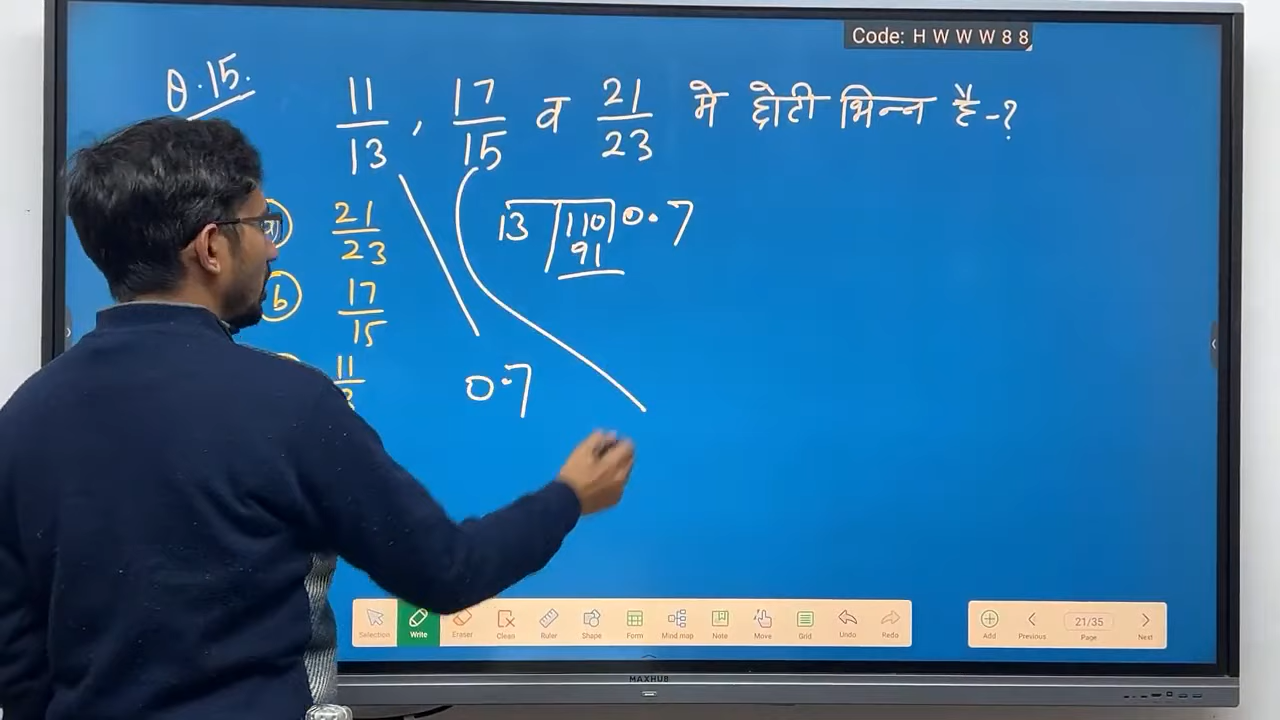 Code: HWWW88
Q.15.
11/13 , 17/15 व 21/23 मे छोटी भिन्न है-?
a) 21/23
13 110 0.7
91
b) 17/15
11
0.7
Selection Write Eraser Clean Ruler Shape Form Mind map Note Move Grid Undo Redo
Add Previous 21/35 Page Next
MAXHUB